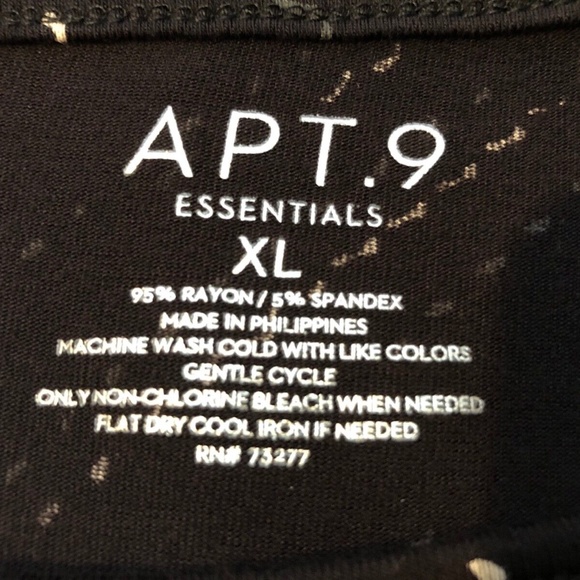 APT.9
ESSENTIALS
XL
95% RAYON / 5% SPANDEX
MADE IN PHILIPPINES
MACHINE WASH COLD WITH LIKE COLORS
GENTLE CYCLE
ONLY NON-CHLORINE BLEACH WHEN NEEDED
FLAT DRY COOL IRON IF NEEDED
RN# 73277